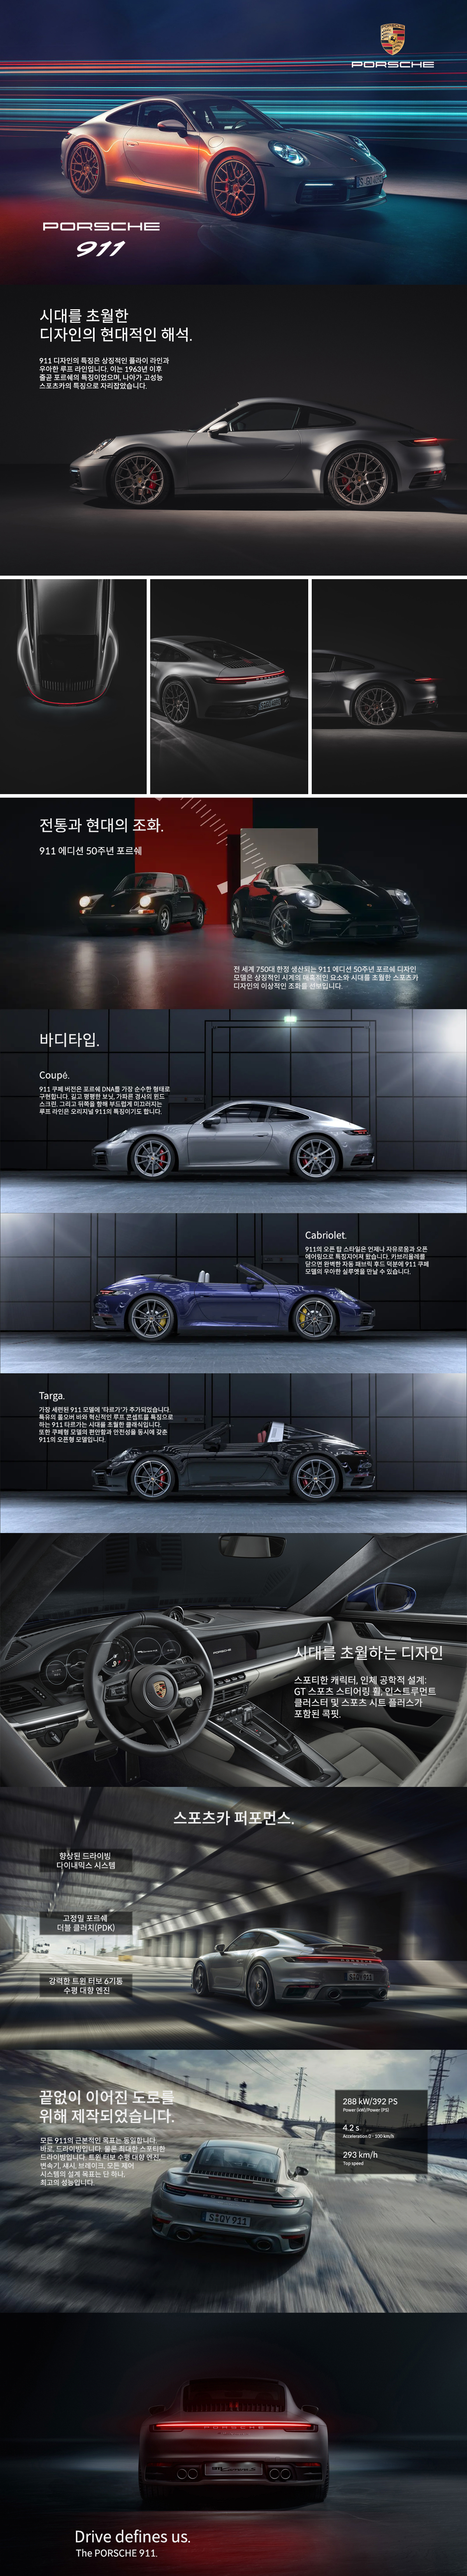 PORSCHE
PORSCHE
911
시대를 초월한
디자인의 현대적인 해석.
911 디자인의 특징은 상징적인 플라이 라인과
우아한 루프 라인입니다. 이는 1963년 이후
줄곧 포르쉐의 특징이었으며, 나아가 고성능
스포츠카의 특징으로 자리잡았습니다.
전통과 현대의 조화.
911 에디션 50주년 포르쉐
전 세계 750대 한정 생산되는 911 에디션 50주년 포르쉐 디자인
모델은 상징적인 시계의 매혹적인 요소와 시대를 초월한 스포츠카
디자인의 이상적인 조화를 선보입니다.
바디타입.
Coupé.
911 쿠페 버전은 포르쉐 DNA를 가장 순수한 형태로
구현합니다. 길고 평평한 보닛, 가파른 경사의 윈드
스크린, 그리고 뒤쪽을 향해 부드럽게 미끄러지는
루프 라인은 오리지널 911의 특징이기도 합니다.
Cabriolet.
911의 오픈 탑 스타일은 언제나 자유로움과 오픈
에어링으로 특징지어져 왔습니다. 카브리올레를
닫으면 완벽한 자동 패브릭 후드 덕분에 911 쿠페
모델의 우아한 실루엣을 만날 수 있습니다.
Targa.
가장 세련된 911 모델에 '타르가'가 추가되었습니다.
특유의 롤오버 바와 혁신적인 루프 콘셉트를 특징으로
하는 911 타르가는 시대를 초월한 클래식입니다.
또한 쿠페형 모델의 편안함과 안전성을 동시에 갖춘
911의 오픈형 모델입니다.
시대를 초월하는 디자인
스포티한 캐릭터, 인체 공학적 설계:
GT 스포츠 스티어링 휠, 인스트루먼트
클러스터 및 스포츠 시트 플러스가
포함된 콕핏.
스포츠카 퍼포먼스.
향상된 드라이빙
다이내믹스 시스템
고정밀 포르쉐
더블 클러치(PDK)
강력한 트윈 터보 6기통
수평 대향 엔진
끝없이 이어진 도로를
위해 제작되었습니다.
모든 911의 근본적인 목표는 동일합니다.
바로, 드라이빙입니다. 물론 최대한 스포티한
드라이빙입니다. 트윈 터보 수평 대향 엔진,
변속기, 섀시, 브레이크, 모든 제어
시스템의 설계 목표는 단 하나,
최고의 성능입니다.
288 kW/392 PS
Power (kW)/Power (PS)
4.2 s
Acceleration 0 - 100 km/h
293 km/h
Top speed
S:GY 911
PORSCHE
Drive defines us.
The PORSCHE 911.